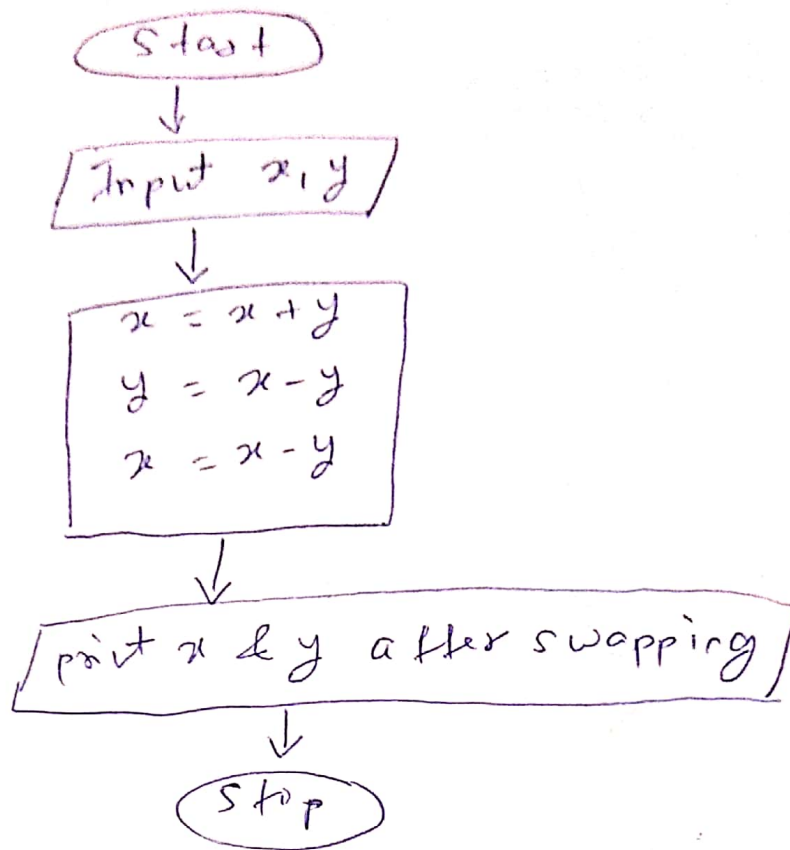 Start
Input x, y
x = x + y
y = x - y
x = x - y
print x & y after swapping
Stop